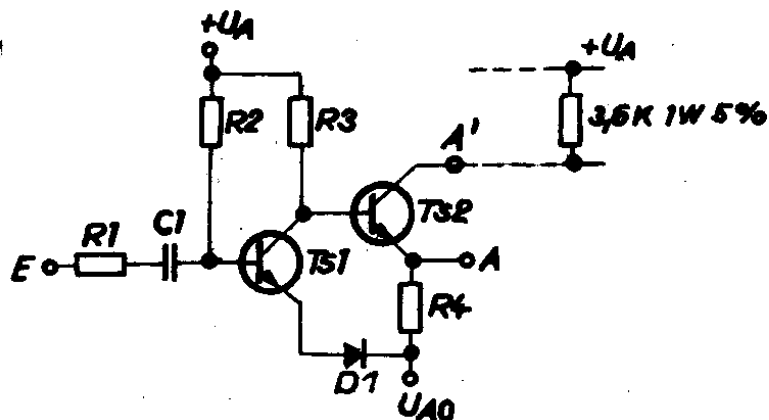 +UA
+UA
R2
R3
3,6K 1W 5%
A'
Ts2
C1
R1
E
Ts1
A
R4
D1
UA0